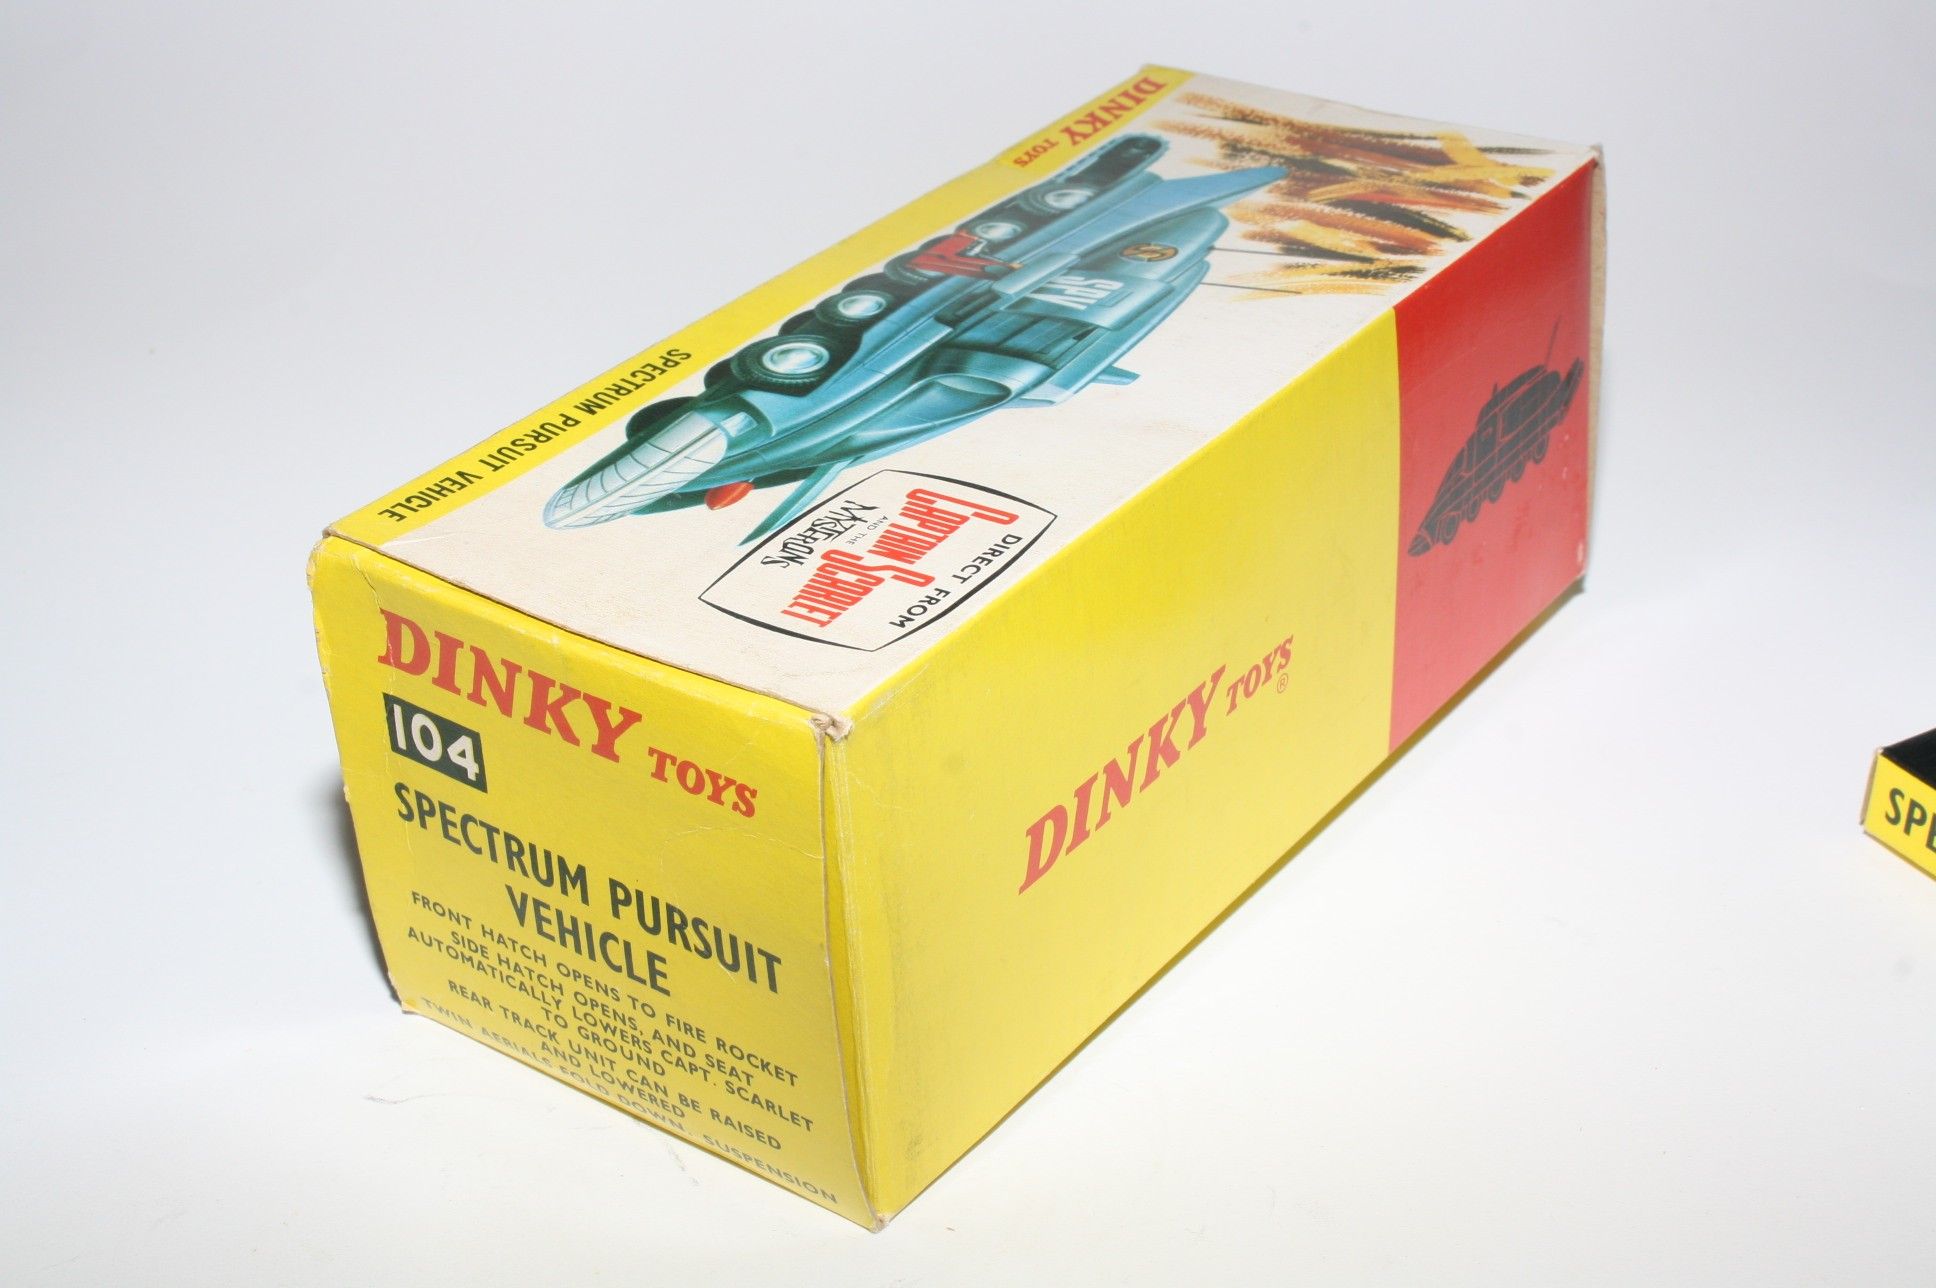 DINKY TOYS
SPECTRUM PURSUIT VEHICLE
SPV
DIRECT FROM
CAPTAIN SCARLET
AND THE
MYSTERONS
DINKY TOYS
104
SPECTRUM PURSUIT
VEHICLE
FRONT HATCH OPENS TO FIRE ROCKET
SIDE HATCH OPENS, AND SEAT
AUTOMATICALLY LOWERS CAPT. SCARLET
TO GROUND
REAR TRACK UNIT CAN BE RAISED
AND LOWERED
TWIN AERIALS FOLD DOWN. SUSPENSION
DINKY TOYS®
SPE